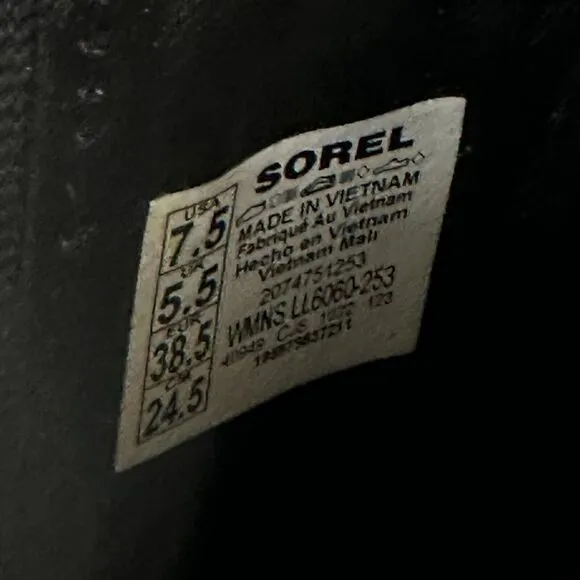 SOREL
USA
7.5
UK
5.5
EUR
38.5
CM
24.5
MADE IN VIETNAM
Fabriqué Au Vietnam
Hecho en Vietnam
Vietnam Mali
2074751253
WMNS LL6060-253